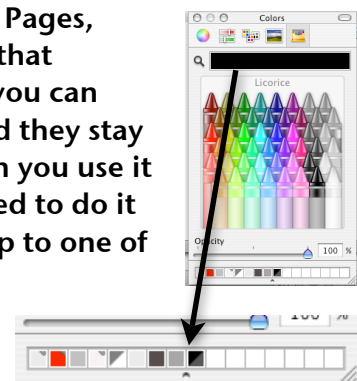 Pages,
that
you can
d they stay
n you use it
ed to do it
p to one of
Colors
Licorice
Opacity
100 %
100 %